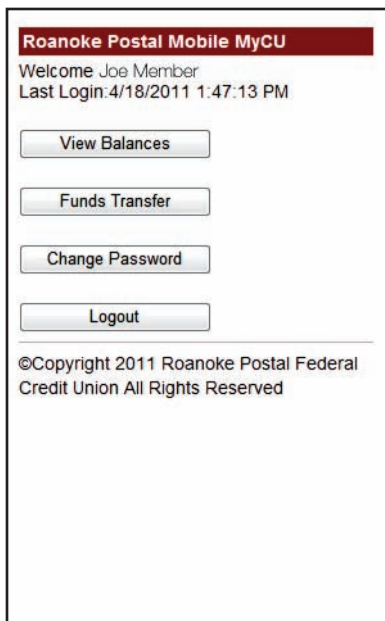 Roanoke Postal Mobile MyCU
Welcome Joe Member
Last Login:4/18/2011 1:47:13 PM
View Balances
Funds Transfer
Change Password
Logout
©Copyright 2011 Roanoke Postal Federal
Credit Union All Rights Reserved